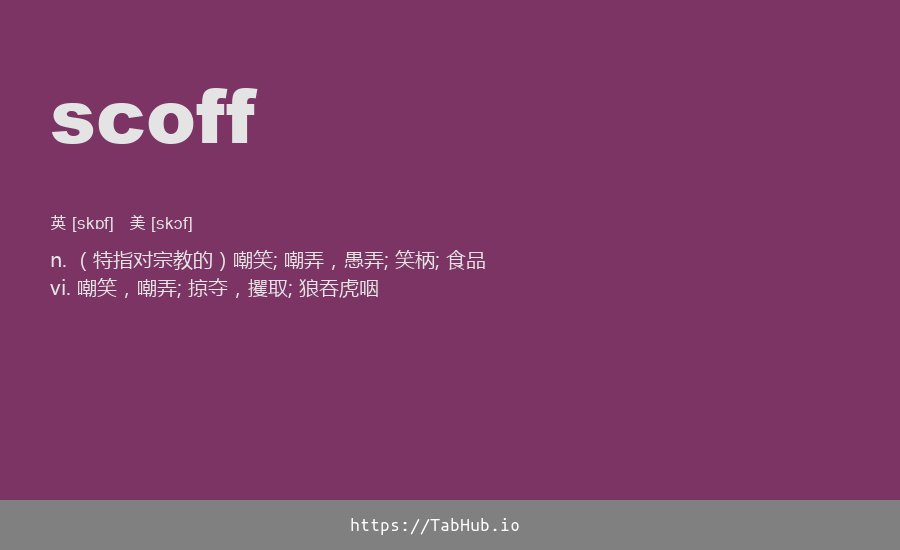 scoff
英 [skɒf] 美 [skɔf]
n. （特指对宗教的）嘲笑; 嘲弄，愚弄; 笑柄; 食品
vi. 嘲笑，嘲弄; 掠夺，攫取; 狼吞虎咽
https://TabHub.io